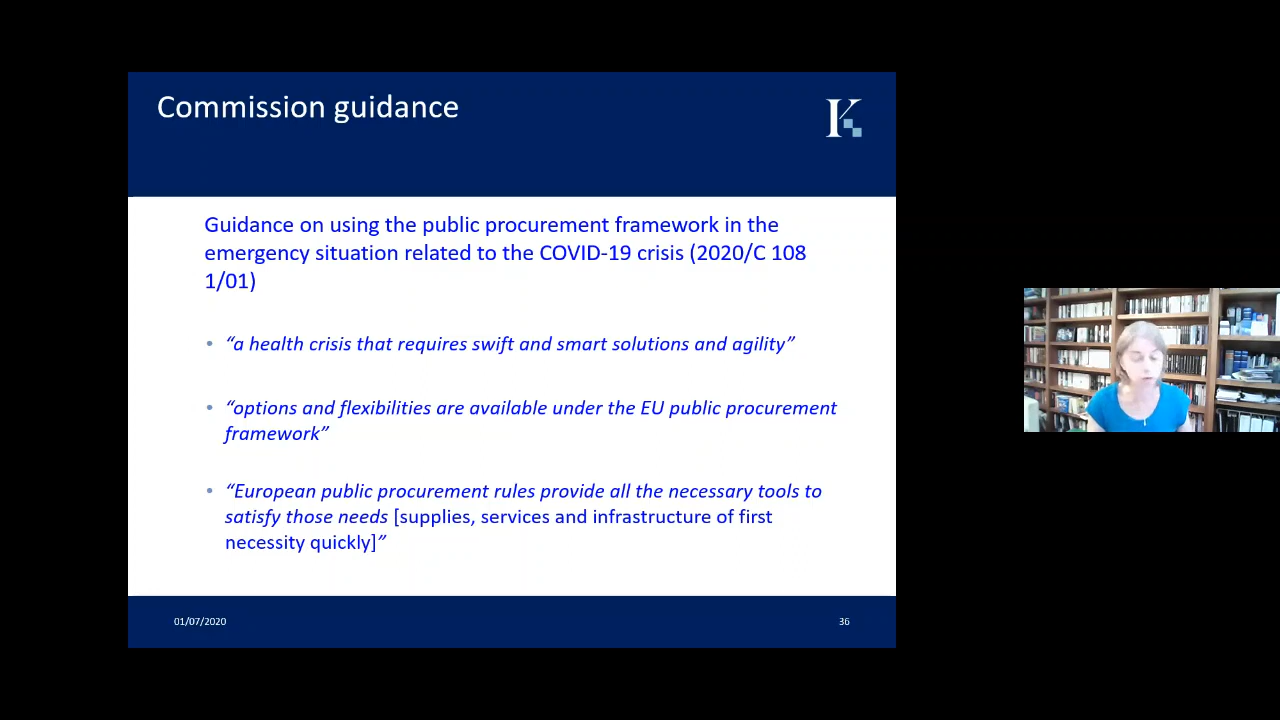 Commission guidance
K
Guidance on using the public procurement framework in the
emergency situation related to the COVID-19 crisis (2020/C 108
1/01)
• “a health crisis that requires swift and smart solutions and agility”
• “options and flexibilities are available under the EU public procurement
framework”
• “European public procurement rules provide all the necessary tools to
satisfy those needs [supplies, services and infrastructure of first
necessity quickly]”
01/07/2020
36